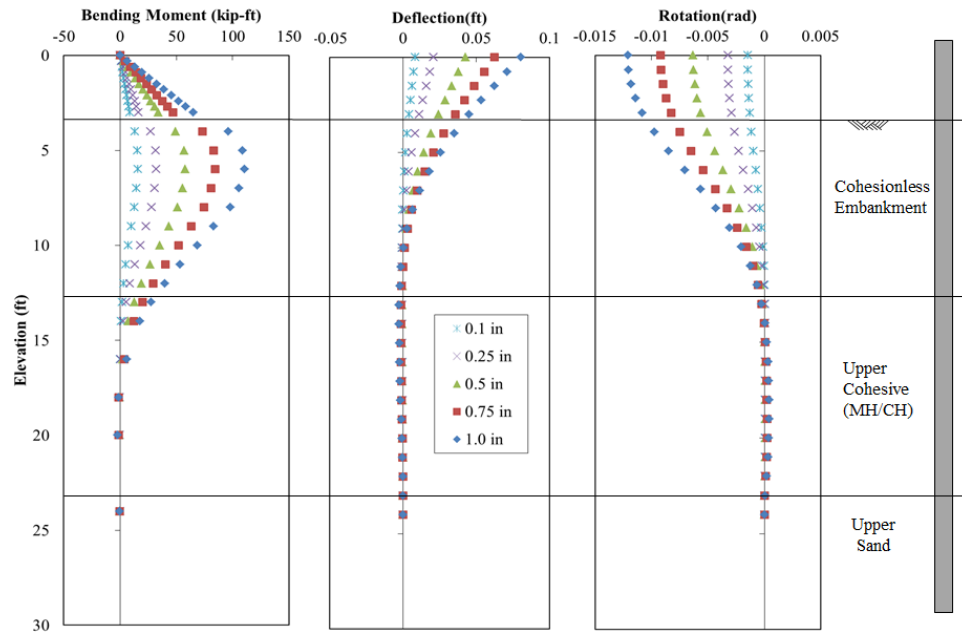 Bending Moment (kip-ft)
-50 0 50 100 150
Deflection(ft)
-0.05 0 0.05 0.1
Rotation(rad)
-0.015 -0.01 -0.005 0 0.005
Elevation (ft)
0
5
10
15
20
25
30
0.1 in
0.25 in
0.5 in
0.75 in
1.0 in
Cohesionless
Embankment
Upper
Cohesive
(MH/CH)
Upper
Sand